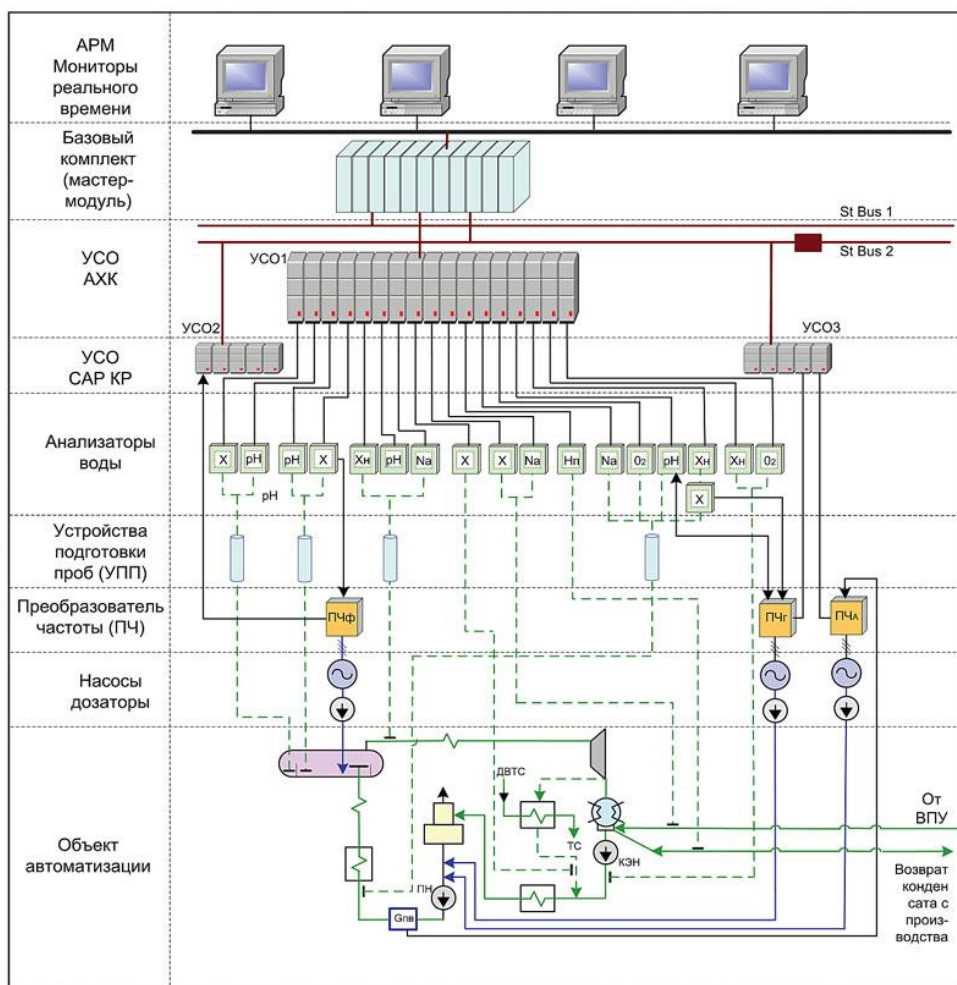 АРМ
Мониторы
реального
времени
Базовый
комплект
(мастер-
модуль)
St Bus 1
St Bus 2
УСО
АХК
УСО1
УСО2
УСО3
УСО
САР КР
Анализаторы
воды
X pH pH X Xн pH Na X X Na Нп Na O2 pH Xн Xн O2
pH
X
Устройства
подготовки
проб (УПП)
Преобразователь
частоты (ПЧ)
ПЧф
ПЧг
ПЧА
Насосы
дозаторы
Объект
автоматизации
ДВТС
ТС
КЭН
ПН
Gпв
От
ВПУ
Возврат
конден
сата с
произ-
водства